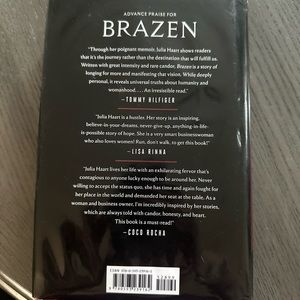 ADVANCE PRAISE FOR
BRAZEN
"Through her poignant memoir, Julia Haart shows readers
that it's the journey rather than the destination that will fulfill us.
Written with great intensity and rare candor, Brazen is a story of
longing for more and manifesting that vision. While deeply
personal, it reveals universal truths about humanity and
womanhood. . . . An irresistible read."
—TOMMY HILFIGER
"Julia Haart is a hustler. Her story is an inspiring,
believe-in-your-dreams, never-give-up, anything-in-life-
is-possible story of hope. She is a very smart businesswoman
who also loves women! Run, don't walk, to get this book!"
—LISA RINNA
"Julia Haart lives her life with an exhilarating fervor that's
contagious to anyone lucky enough to be around her. Never
willing to accept the status quo, she has time and again fought for
her place in the world and demanded her seat at the table. As a
woman and business owner, I'm incredibly inspired by her stories,
which are always told with candor, honesty, and heart.
This book is a must-read!"
—COCO ROCHA
52899